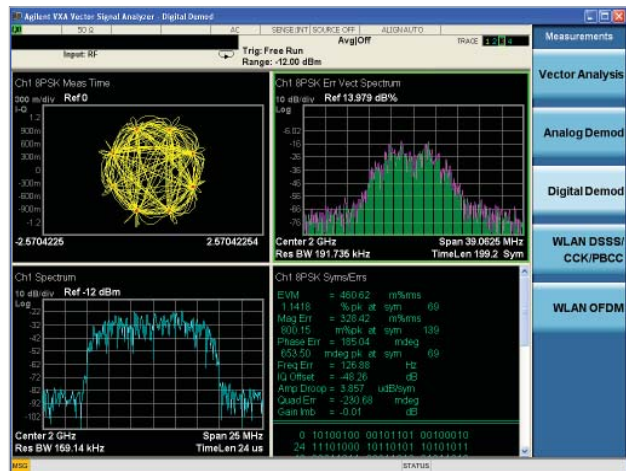 Agilent VXA Vector Signal Analyzer - Digital Demod
50 Ω AC SENSE:INT SOURCE OFF ALIGN AUTO
Avg|Off TRACE 1 2 3 4
Input: RF
Trig: Free Run
Range: -12.00 dBm
Measurements
Vector Analysis
Analog Demod
Digital Demod
WLAN DSSS/
CCK/PBCC
WLAN OFDM
Ch1 8PSK Meas Time
300 m/div Ref 0
I-Q
1.2
900m
600m
300m
0
-300m
-600m
-900m
-1.2
-2.5704225 2.57042254
Ch1 8PSK Err Vect Spectrum
10 dB/div Ref 13.979 dB%
Log
-6.02
-16
-26
-36
-46
-56
-66
-76
Center 2 GHz Span 39.0625 MHz
Res BW 191.735 kHz TimeLen 199.2 Sym
Ch1 Spectrum
10 dB/div Ref -12 dBm
Log
-22
-32
-42
-52
-62
-72
-82
-92
-102
Center 2 GHz Span 25 MHz
Res BW 159.14 kHz TimeLen 24 us
Ch1 8PSK Syms/Errs
EVM = 460.62 m%rms
1.1418 % pk at sym 69
Mag Err = 328.42 m%rms
800.15 m%pk at sym 139
Phase Err = 185.04 mdeg
653.50 mdeg pk at sym 69
Freq Err = 126.88 Hz
IQ Offset = -48.26 dB
Amp Droop = 3.857 udB/sym
Quad Err = -230.68 mdeg
Gain Imb = -0.01 dB
0 10100100 00101101 00100010
24 11101000 10110101 10101011
MSG STATUS